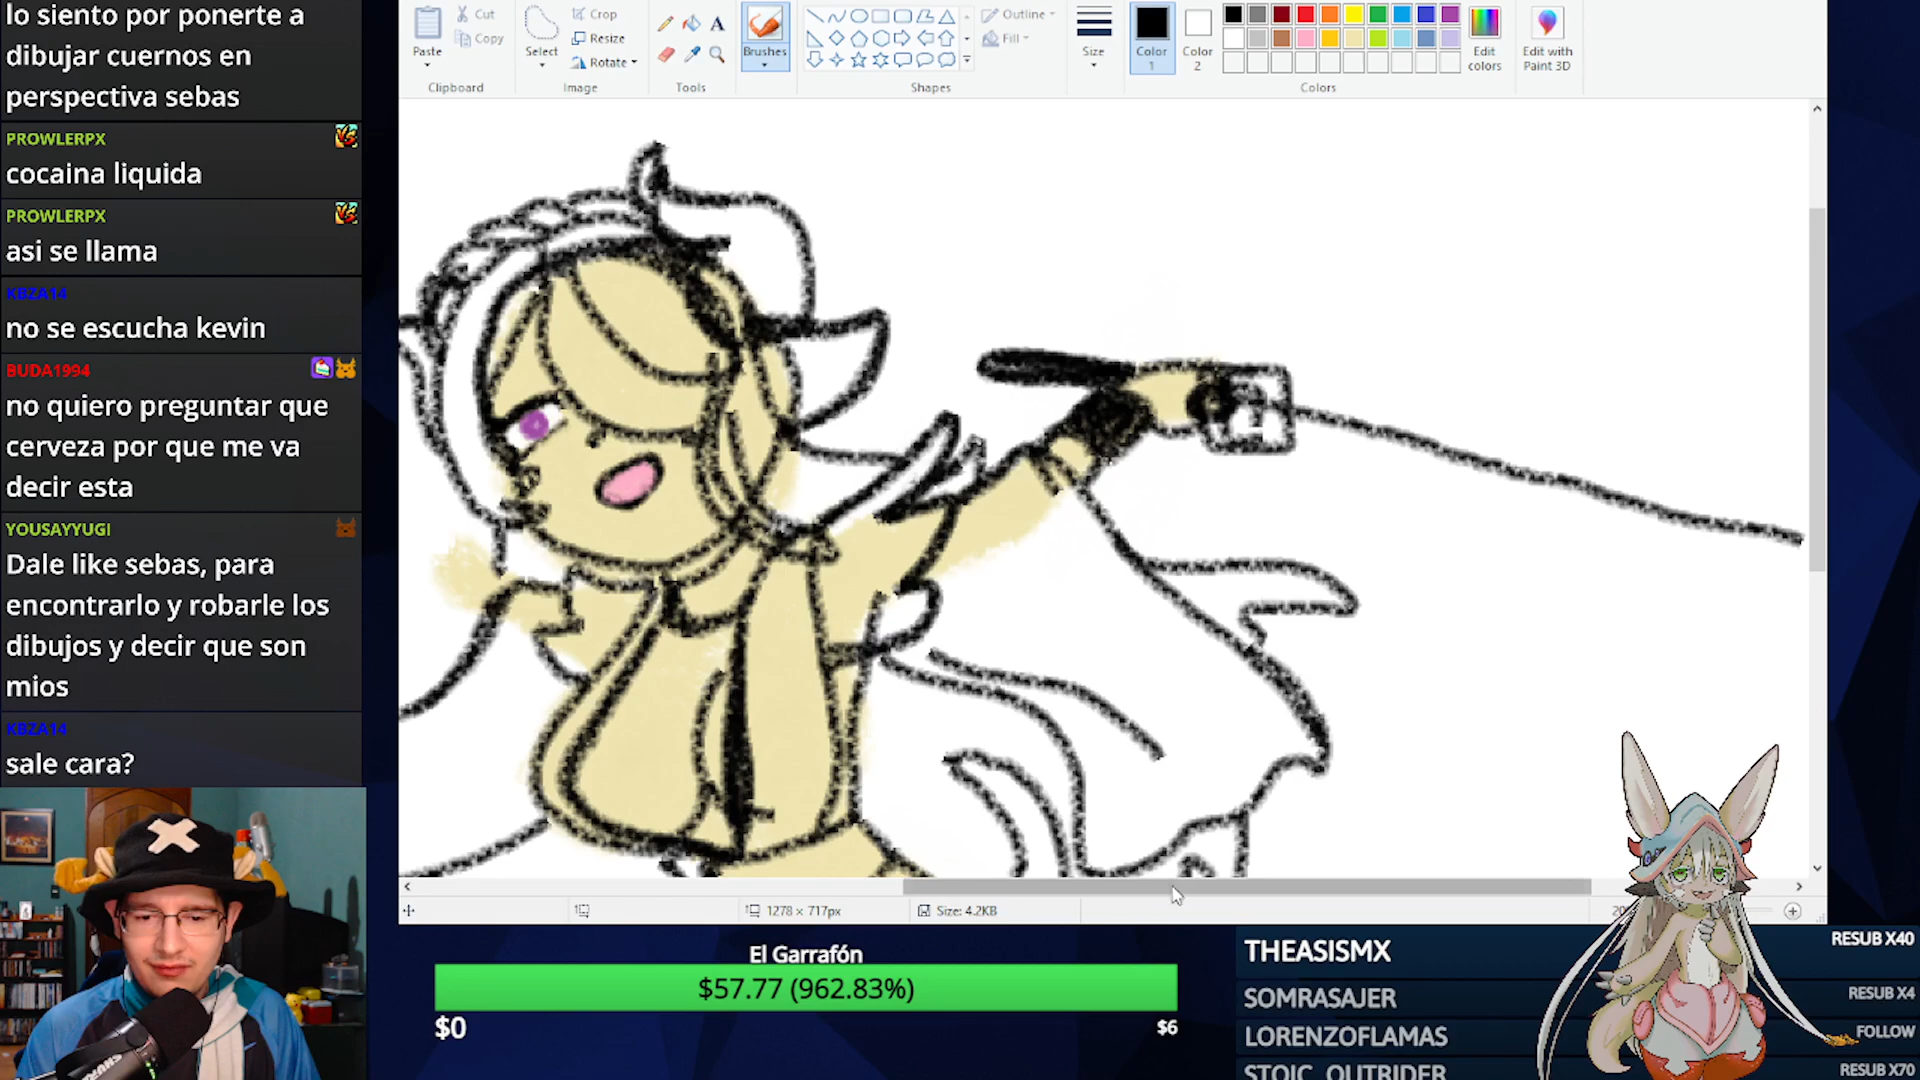 lo siento por ponerte a
dibujar cuernos en
perspectiva sebas
PROWLERPX
cocaina liquida
PROWLERPX
asi se llama
KBZA14
no se escucha kevin
BUDA1994
no quiero preguntar que
cerveza por que me va
decir esta
YOUSAYYUGI
Dale like sebas, para
encontrarlo y robarle los
dibujos y decir que son
mios
KBZA14
sale cara?
Paste
Cut
Copy
Clipboard
Select
Crop
Resize
Rotate
Image
A
Tools
Brushes
Shapes
Outline
Fill
Size
Color
1
Color
2
Edit
colors
Colors
Edit with
Paint 3D
1278 × 717px
Size: 4.2KB
El Garrafón
$57.77 (962.83%)
$0
$6
THEASISMX
RESUB X40
SOMRASAJER
RESUB X4
LORENZOFLAMAS
FOLLOW
STOIC_OUTRIDER
RESUB X70